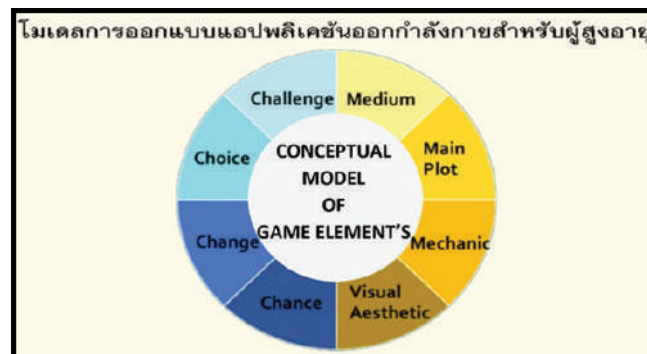 โมเดลการออกแบบแอปพลิเคชันออกกำลังกายสำหรับผู้สูงอายุ
Challenge
Medium
Choice
Main
Plot
CONCEPTUAL
MODEL
OF
GAME ELEMENT'S
Change
Mechanic
Chance
Visual
Aesthetic